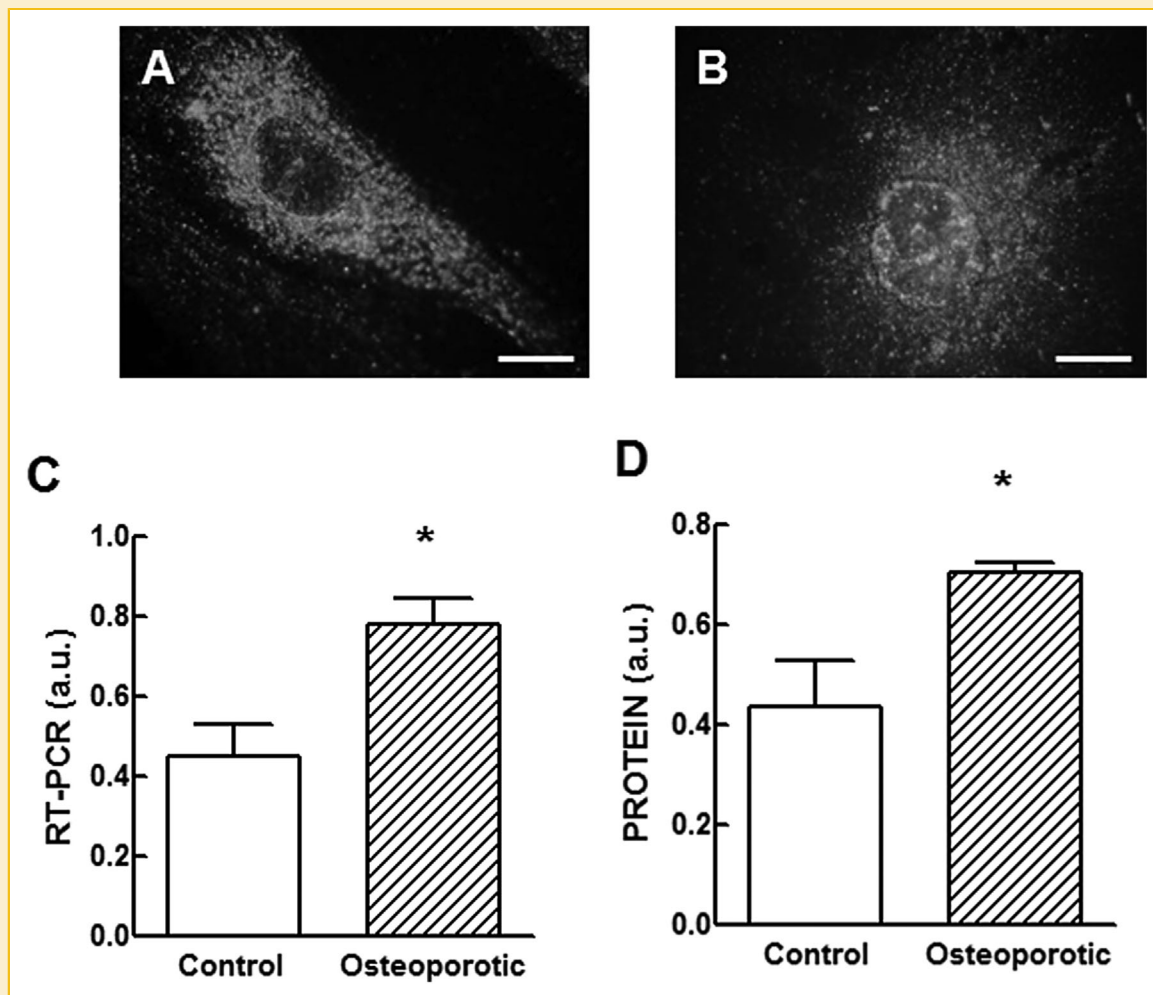 A
B
C
*
1.0
0.8
0.6
0.4
0.2
0.0
RT-PCR (a.u.)
Control
Osteoporotic
D
*
0.8
0.6
0.4
0.2
0.0
PROTEIN (a.u.)
Control
Osteoporotic